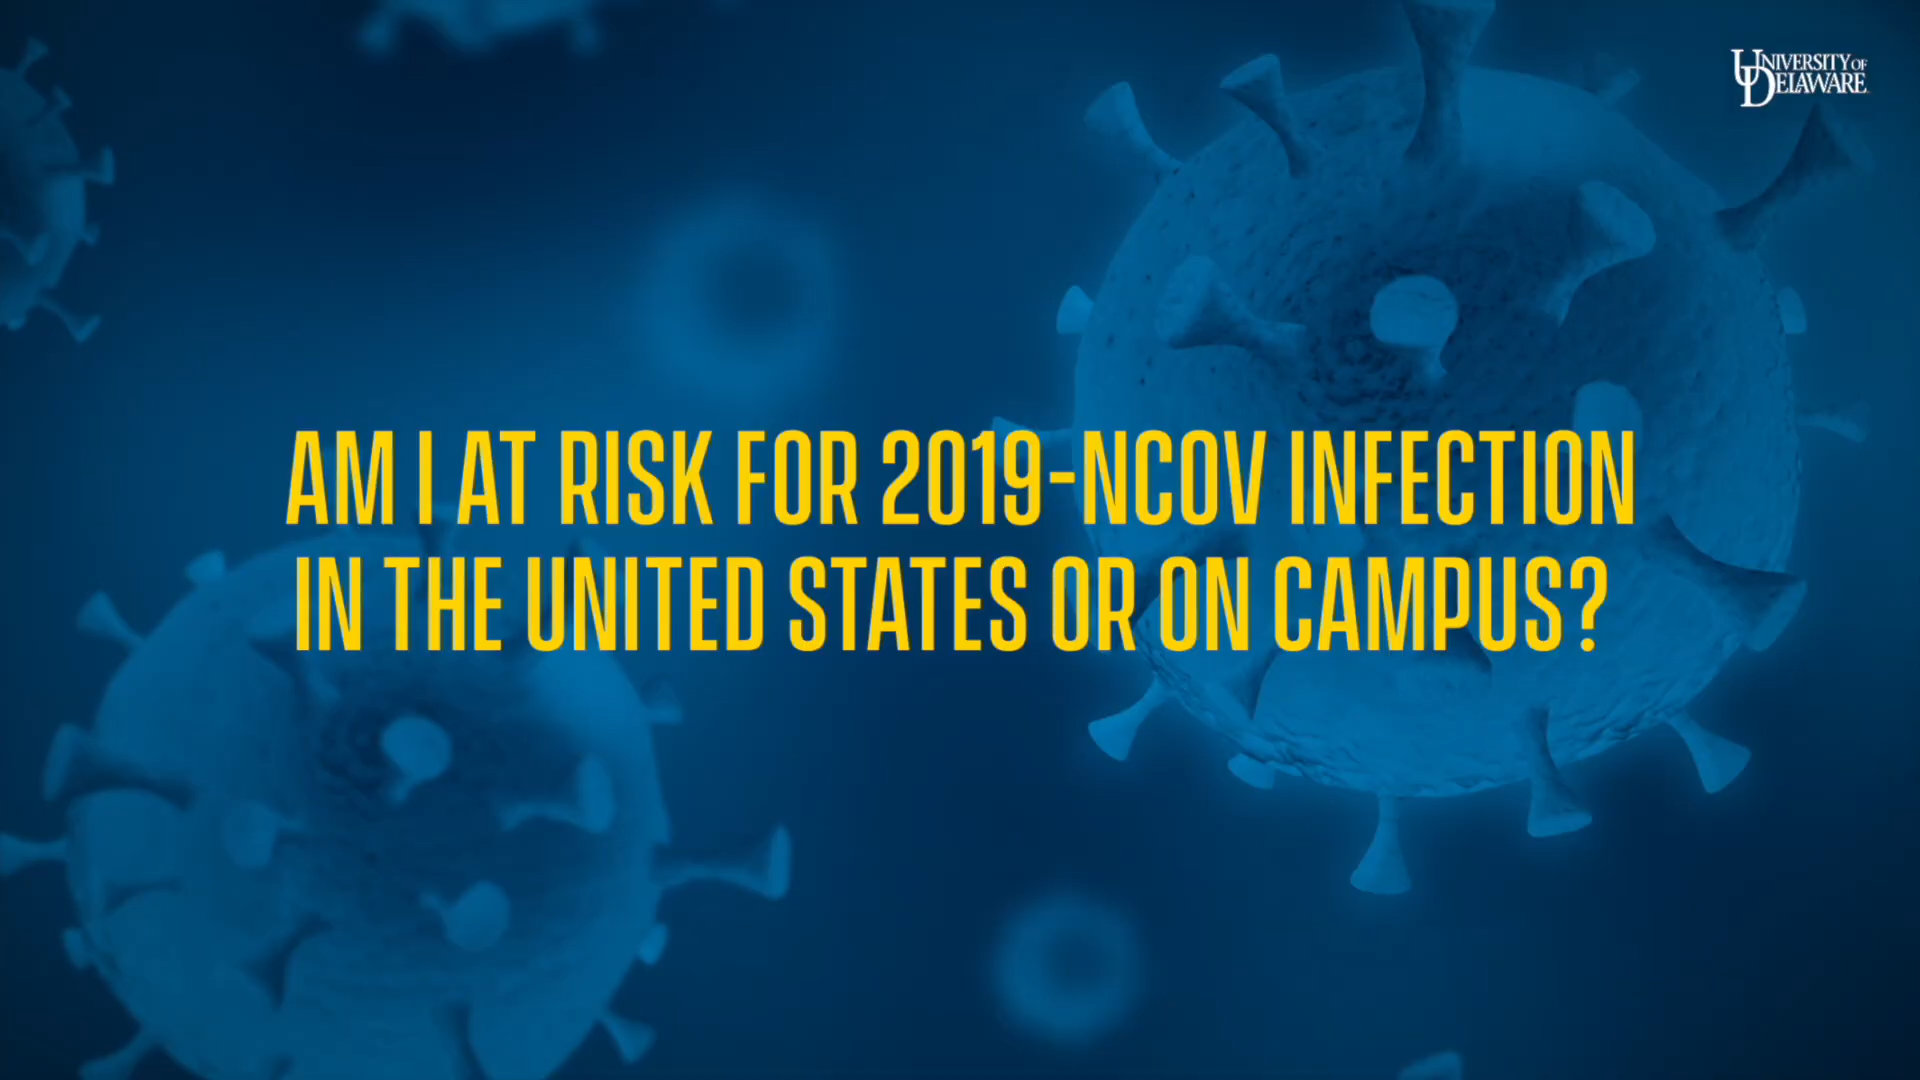 UNIVERSITY OF
DELAWARE
AM I AT RISK FOR 2019-NCOV INFECTION
IN THE UNITED STATES OR ON CAMPUS?